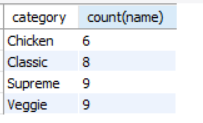 category count(name)
Chicken 6
Classic 8
Supreme 9
Veggie 9